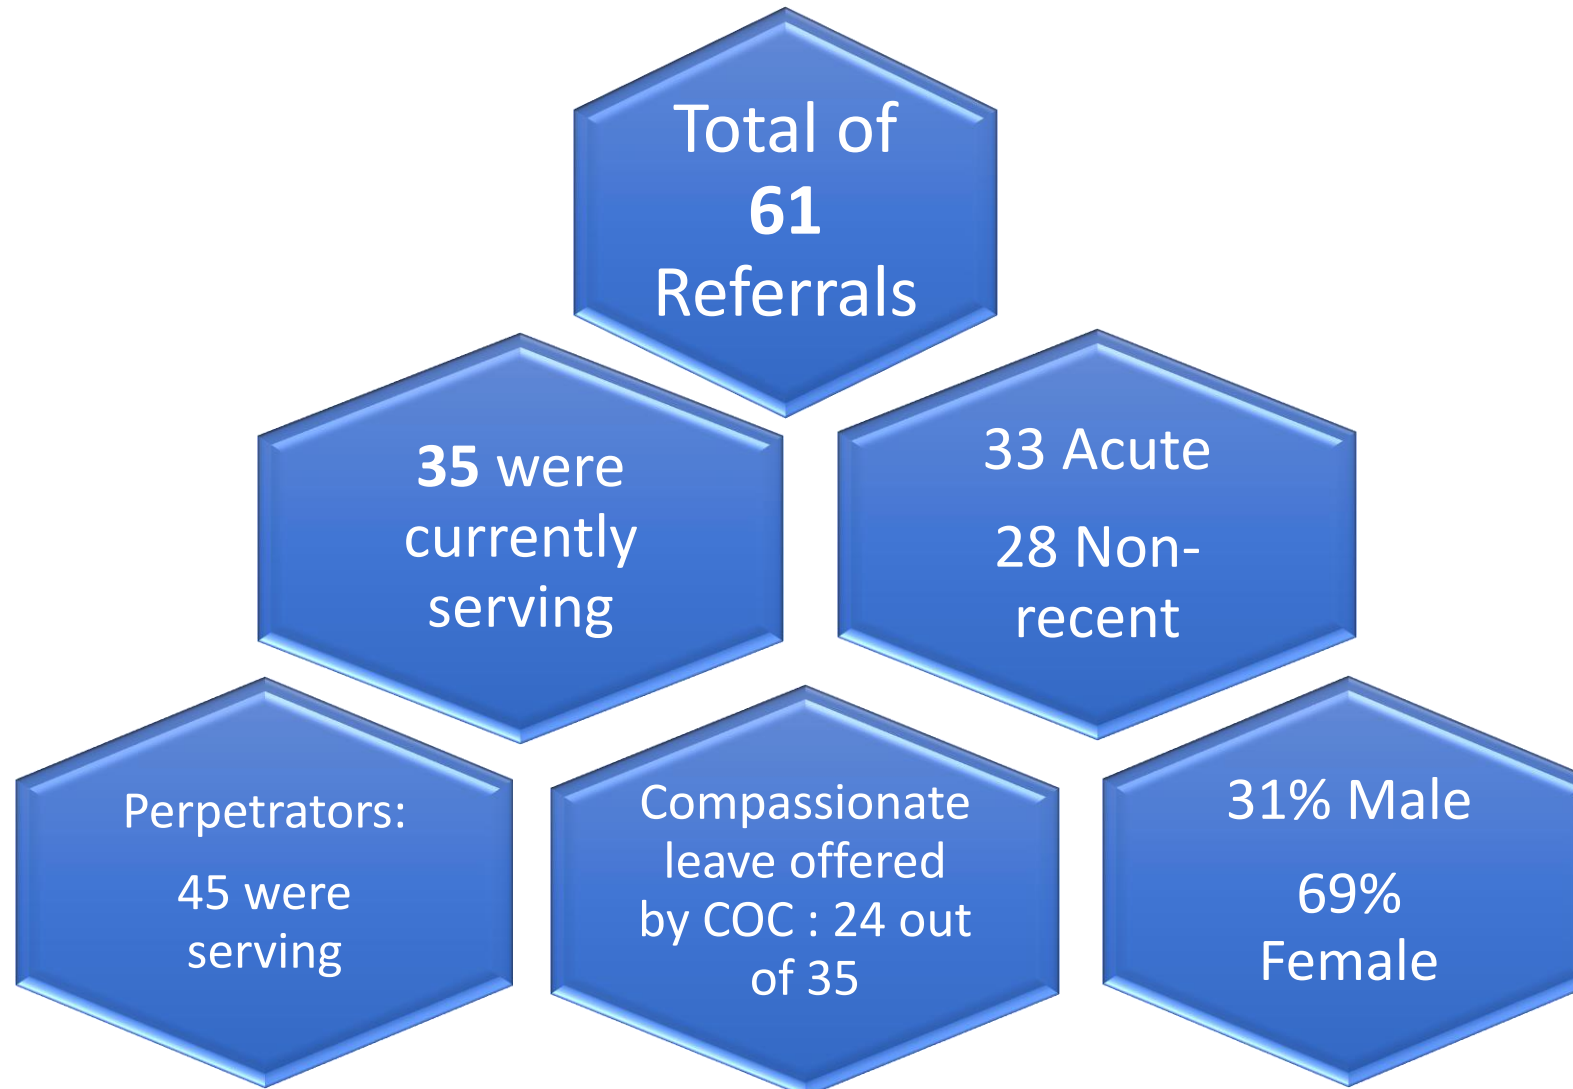 Total of
61
Referrals
35 were
currently
serving
33 Acute
28 Non-
recent
Perpetrators:
45 were
serving
Compassionate
leave offered
by COC : 24 out
of 35
31% Male
69%
Female